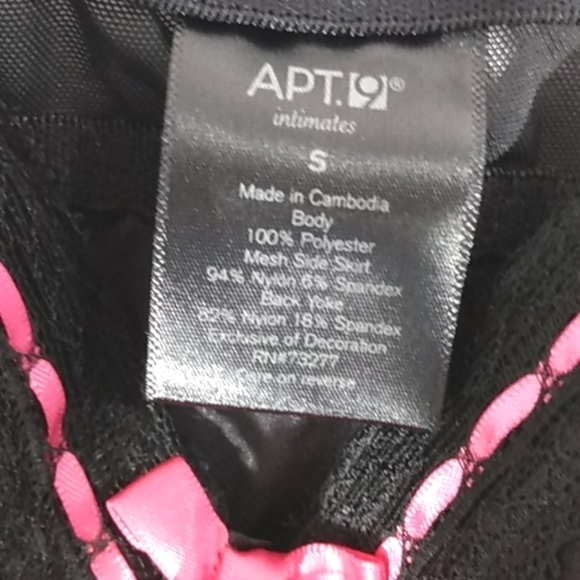 APT.9®
intimates
S
Made in Cambodia
Body
100% Polyester
Mesh Side Skirt
94% Nylon 6% Spandex
Back Yoke
82% Nylon 18% Spandex
Exclusive of Decoration
RN#73277
Care on reverse